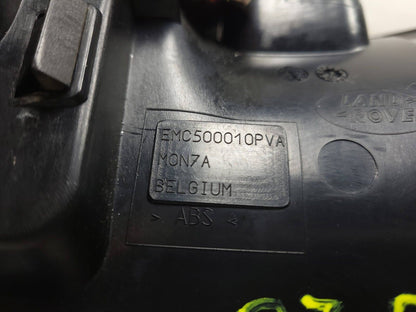 LAND
ROVER
EMC500010PVA
MON7A
BELGIUM
> ABS <